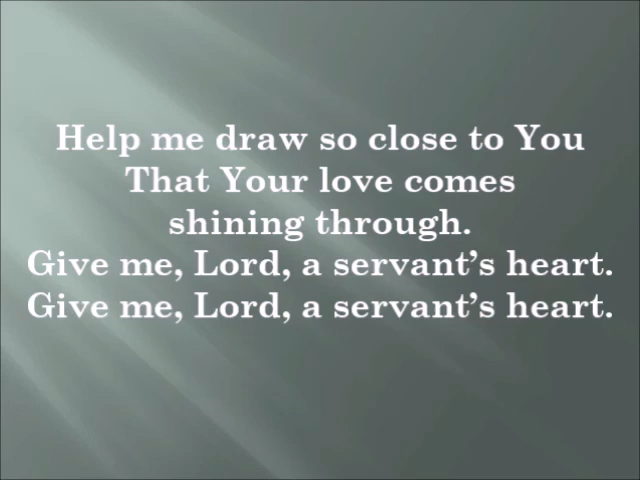 Help me draw so close to You
That Your love comes
shining through.
Give me, Lord, a servant’s heart.
Give me, Lord, a servant’s heart.